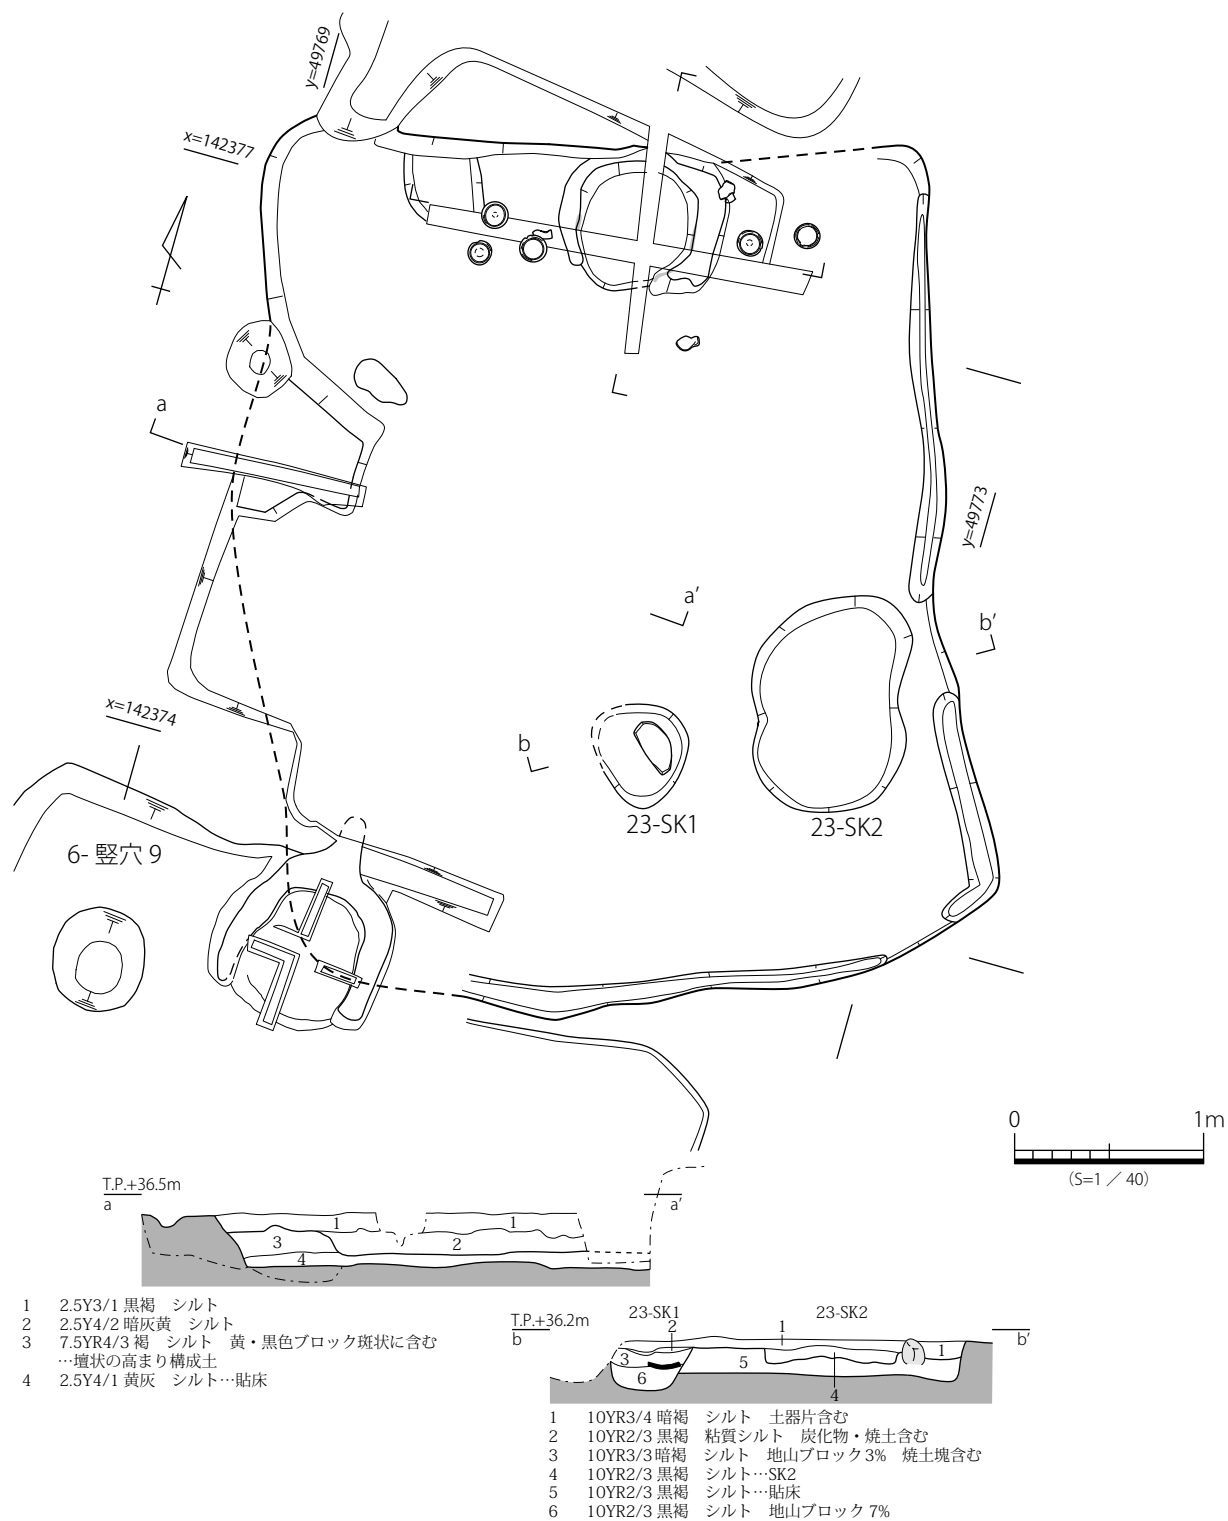 y=49769
x=142377
a
y=49773
a′
b′
x=142374
b
23-SK1
23-SK2
6- 竪穴 9
0 1m
（S=1 ／ 40）
T.P.+36.5m
a a′
1 1
3 2
4
1 2.5Y3/1 黒褐 シルト
2 2.5Y4/2 暗灰黄 シルト
3 7.5YR4/3 褐 シルト 黄・黒色ブロック斑状に含む
…壇状の高まり構成土
4 2.5Y4/1 黄灰 シルト…貼床
T.P.+36.2m 23-SK1 23-SK2
b 2 1 b′
3 5 1
6
4
1 10YR3/4 暗褐 シルト 土器片含む
2 10YR2/3 黒褐 粘質シルト 炭化物・焼土含む
3 10YR3/3 暗褐 シルト 地山ブロック 3% 焼土塊含む
4 10YR2/3 黒褐 シルト…SK2
5 10YR2/3 黒褐 シルト…貼床
6 10YR2/3 黒褐 シルト 地山ブロック 7%